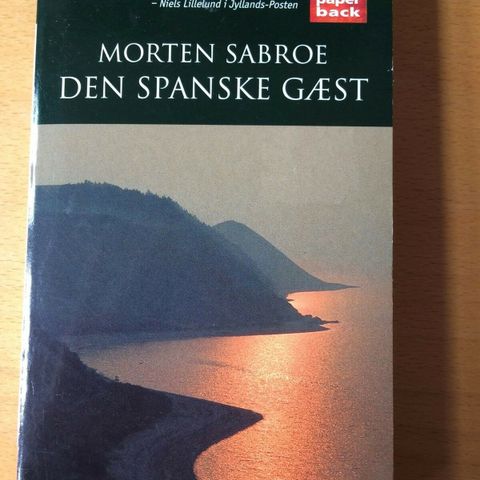 – Niels Lillelund i Jyllands-Posten
paper
back
MORTEN SABROE
DEN SPANSKE GÆST